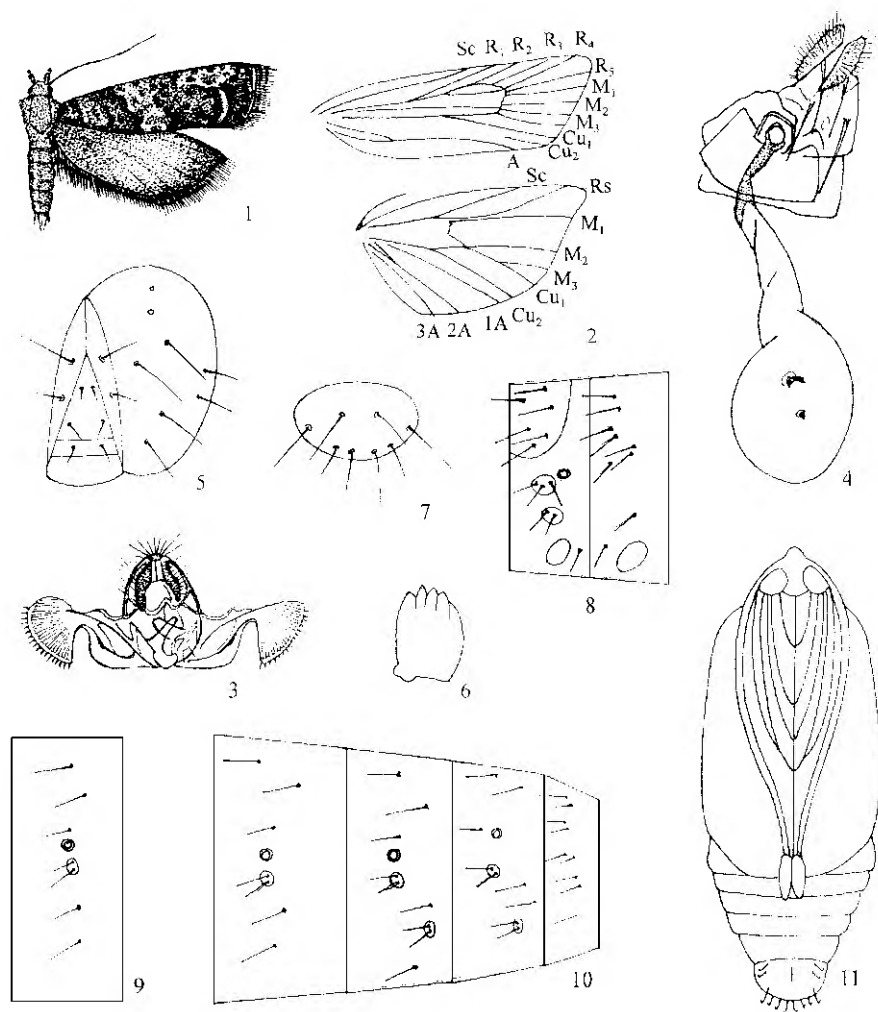 Sc R₁ R₂ R₃ R₄
R₅
M₁
M₂
M₃
Cu₁
Cu₂
A
1
Sc Rs
M₁
M₂
M₃
Cu₁
Cu₂
3A 2A 1A
2
4
5
7
8
3
6
9
10
11